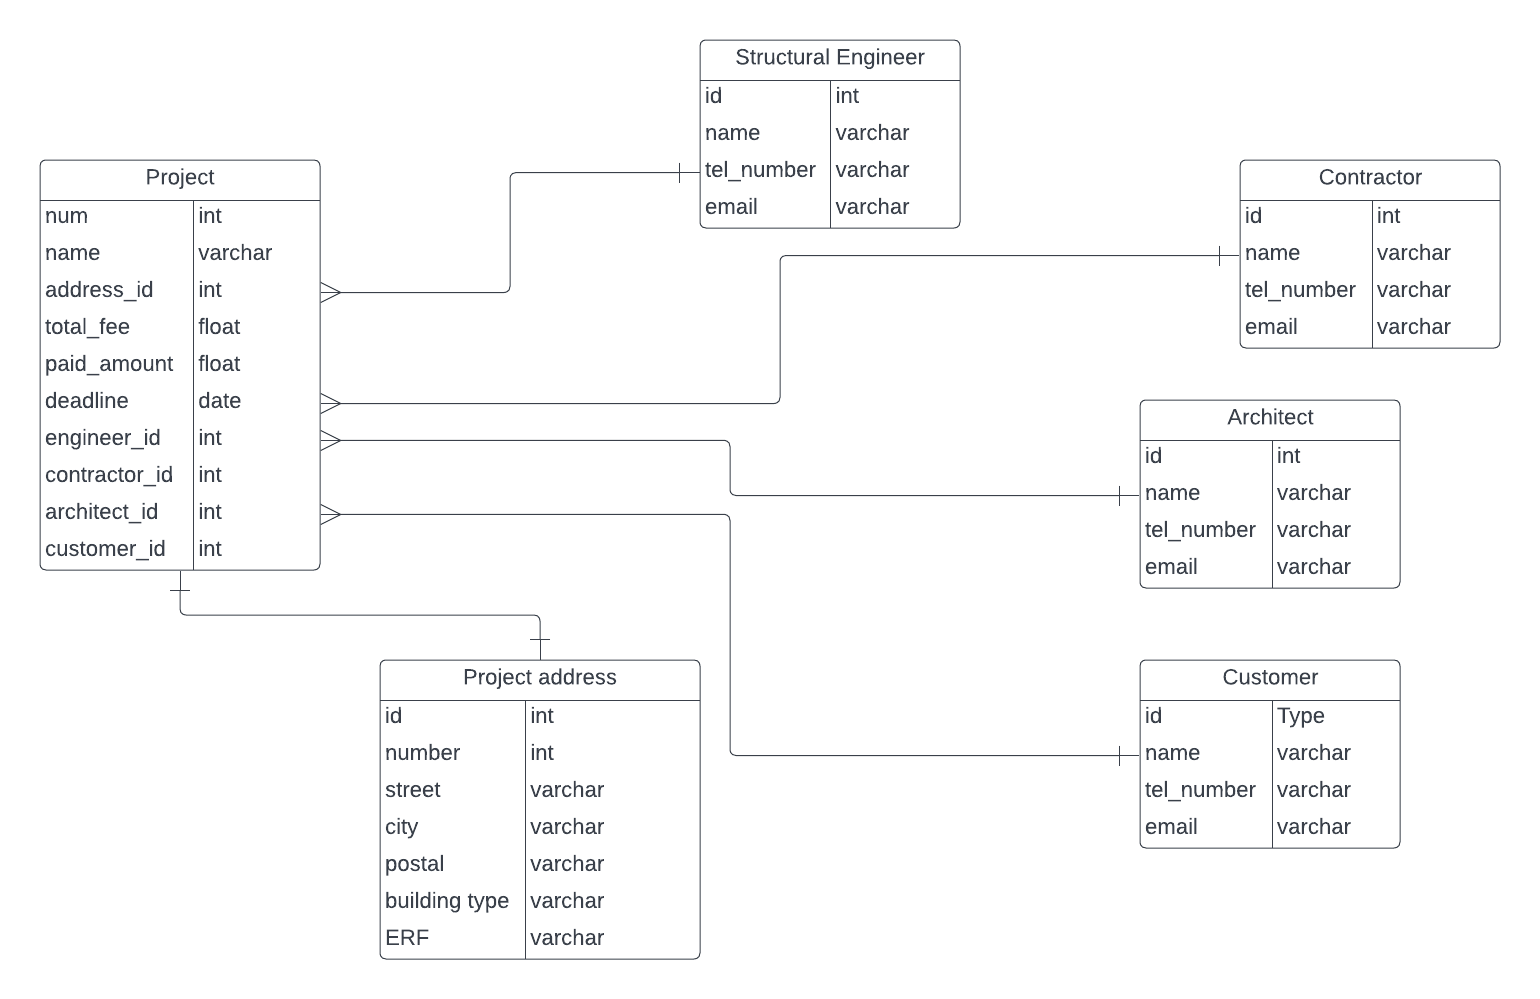 Structural Engineer
id int
name varchar
tel_number varchar
email varchar
Project
num int
name varchar
address_id int
total_fee float
paid_amount float
deadline date
engineer_id int
contractor_id int
architect_id int
customer_id int
Contractor
id int
name varchar
tel_number varchar
email varchar
Architect
id int
name varchar
tel_number varchar
email varchar
Project address
id int
number int
street varchar
city varchar
postal varchar
building type varchar
ERF varchar
Customer
id Type
name varchar
tel_number varchar
email varchar